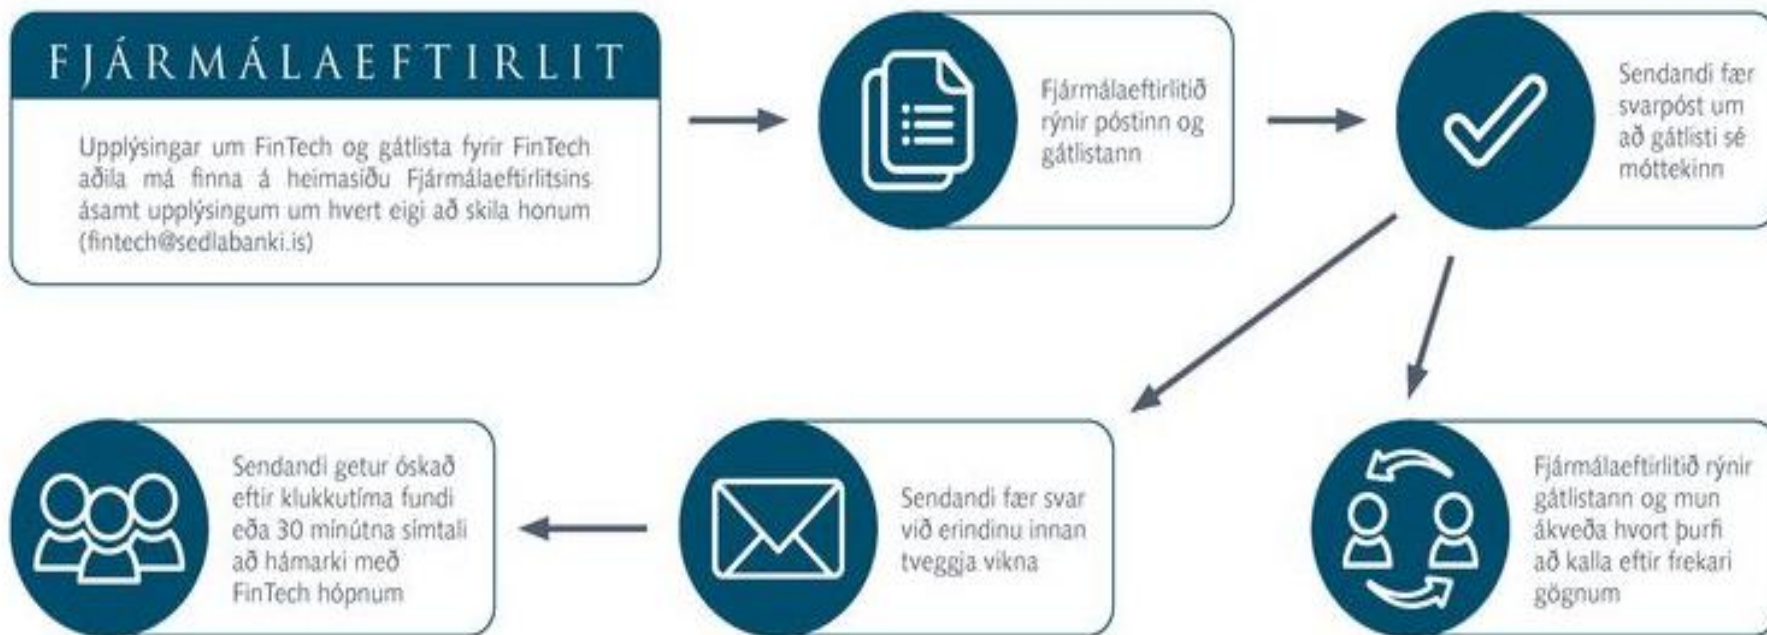 FJÁRMÁLAEFTIRLIT
Upplýsingar um FinTech og gátlista fyrir FinTech
aðila má finna á heimasíðu Fjármálaeftirlitsins
ásamt upplýsingum um hvert eigi að skila honum
(fintech@sedlabanki.is)
Fjármálaeftirlitið
rýnir póstinn og
gátlistann
Sendandi fær
svarpóst um
að gátlisti sé
móttekinn
Sendandi getur óskað
eftir klukkutíma fundi
eða 30 mínútna símtali
að hámarki með
FinTech hópnum
Sendandi fær svar
við erindinu innan
tveggja vikna
Fjármálaeftirlitið rýnir
gátlistann og mun
ákveða hvort þurfi
að kalla eftir frekari
gögnum